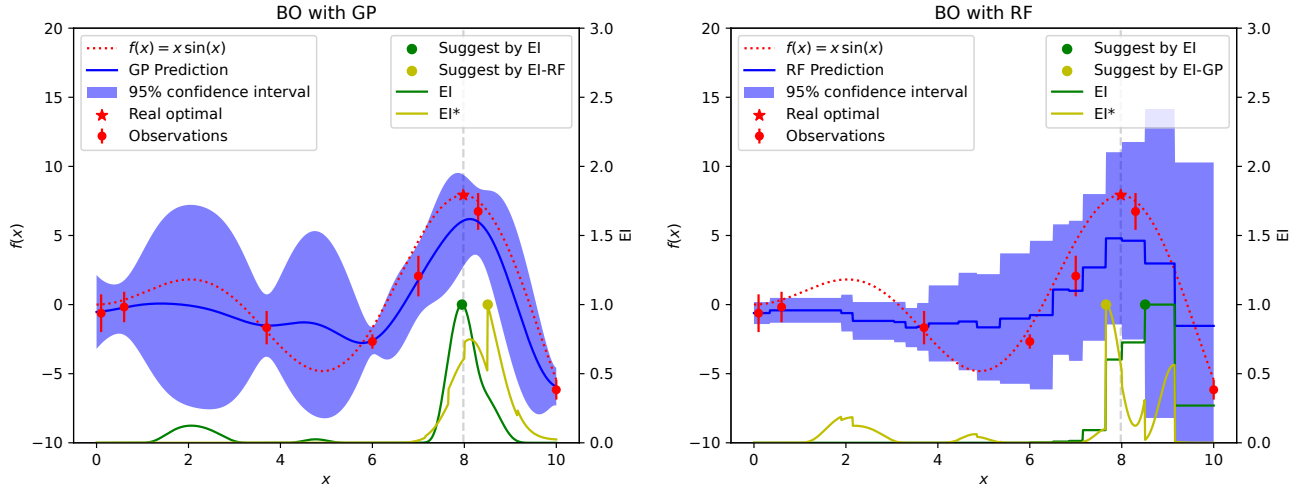 BO with GP
20
15
10
5
0
−5
−10
f(x)
0
2
4
6
8
10
x
3.0
2.5
2.0
1.5
1.0
0.5
0.0
EI
f(x) = x sin(x)
GP Prediction
95% confidence interval
Real optimal
Observations
Suggest by EI
Suggest by EI-RF
EI
EI*
BO with RF
20
15
10
5
0
−5
−10
f(x)
0
2
4
6
8
10
x
3.0
2.5
2.0
1.5
1.0
0.5
0.0
EI
f(x) = x sin(x)
RF Prediction
95% confidence interval
Real optimal
Observations
Suggest by EI
Suggest by EI-GP
EI
EI*